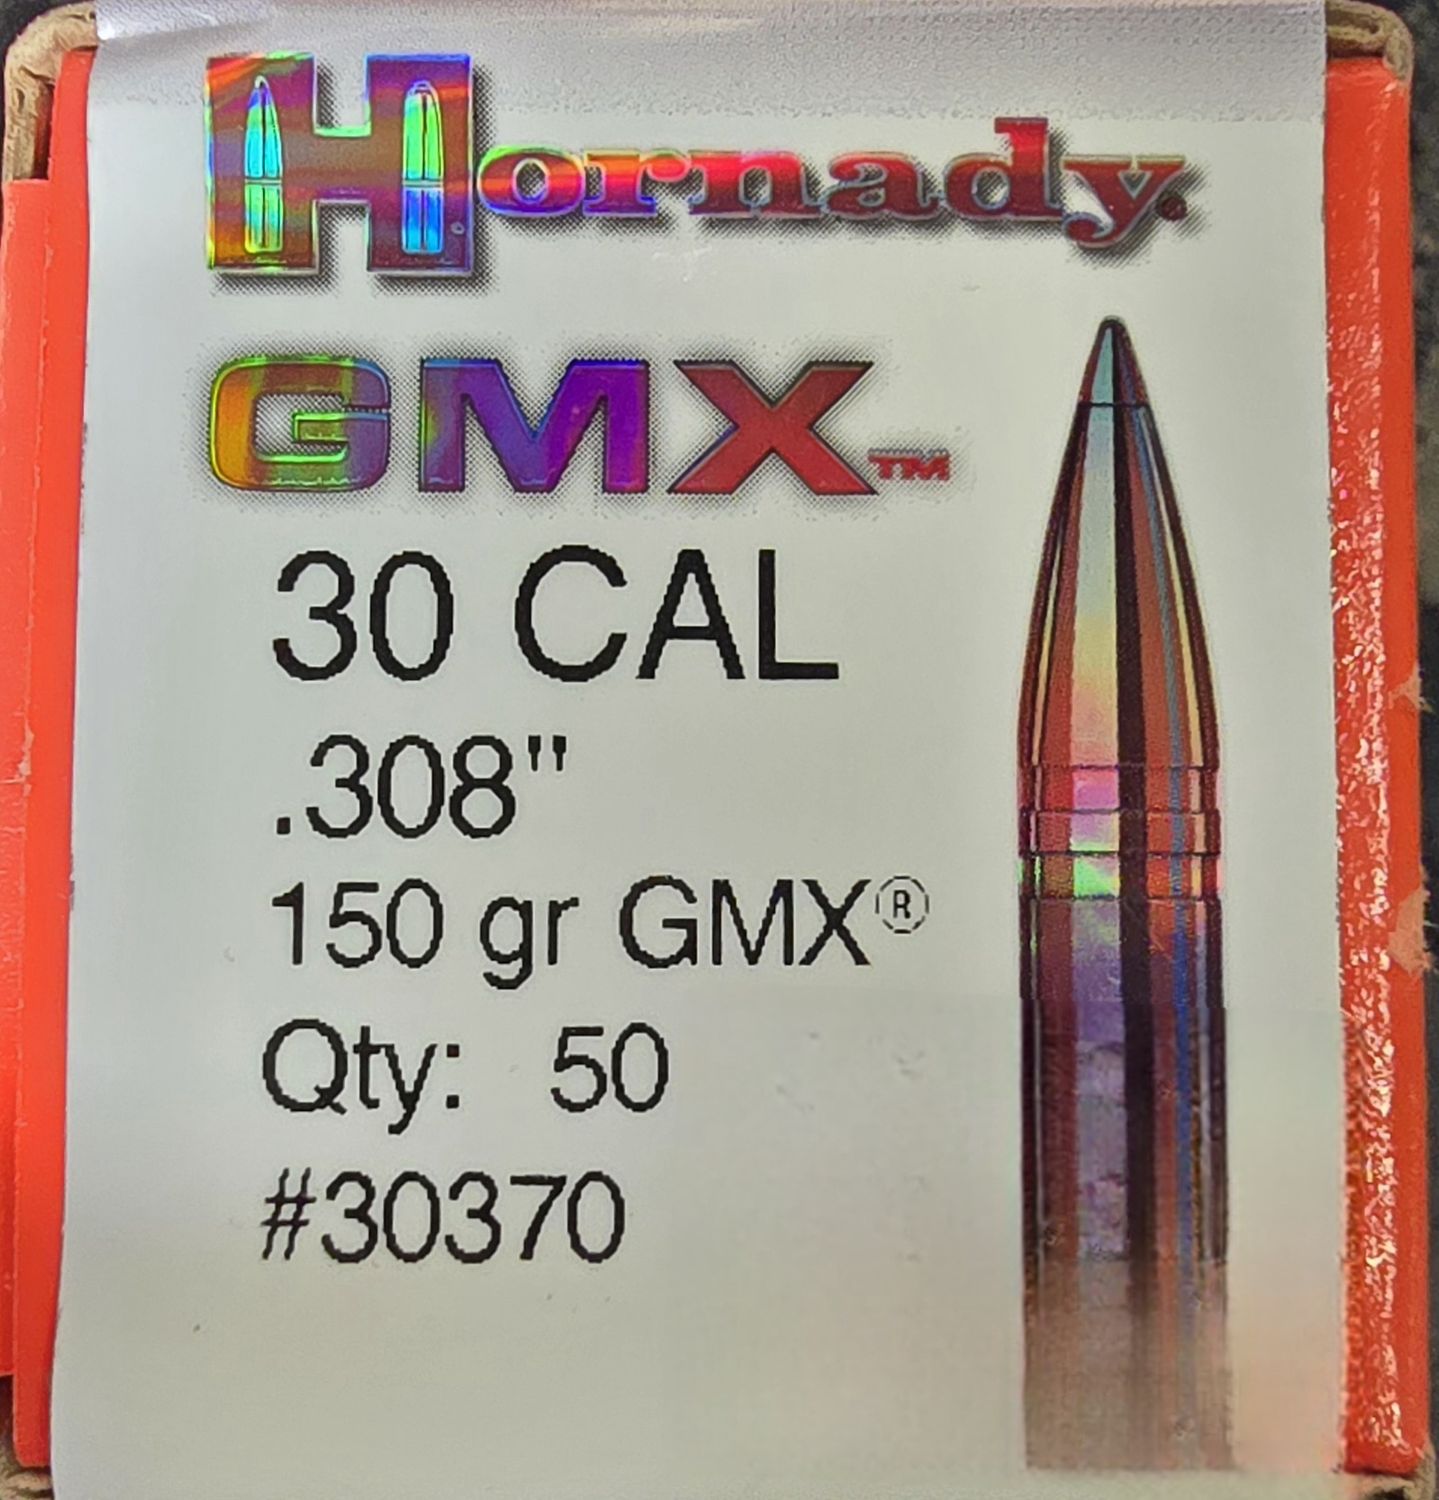 Hornady®
GMX™
30 CAL
.308"
150 gr GMX®
Qty: 50
#30370